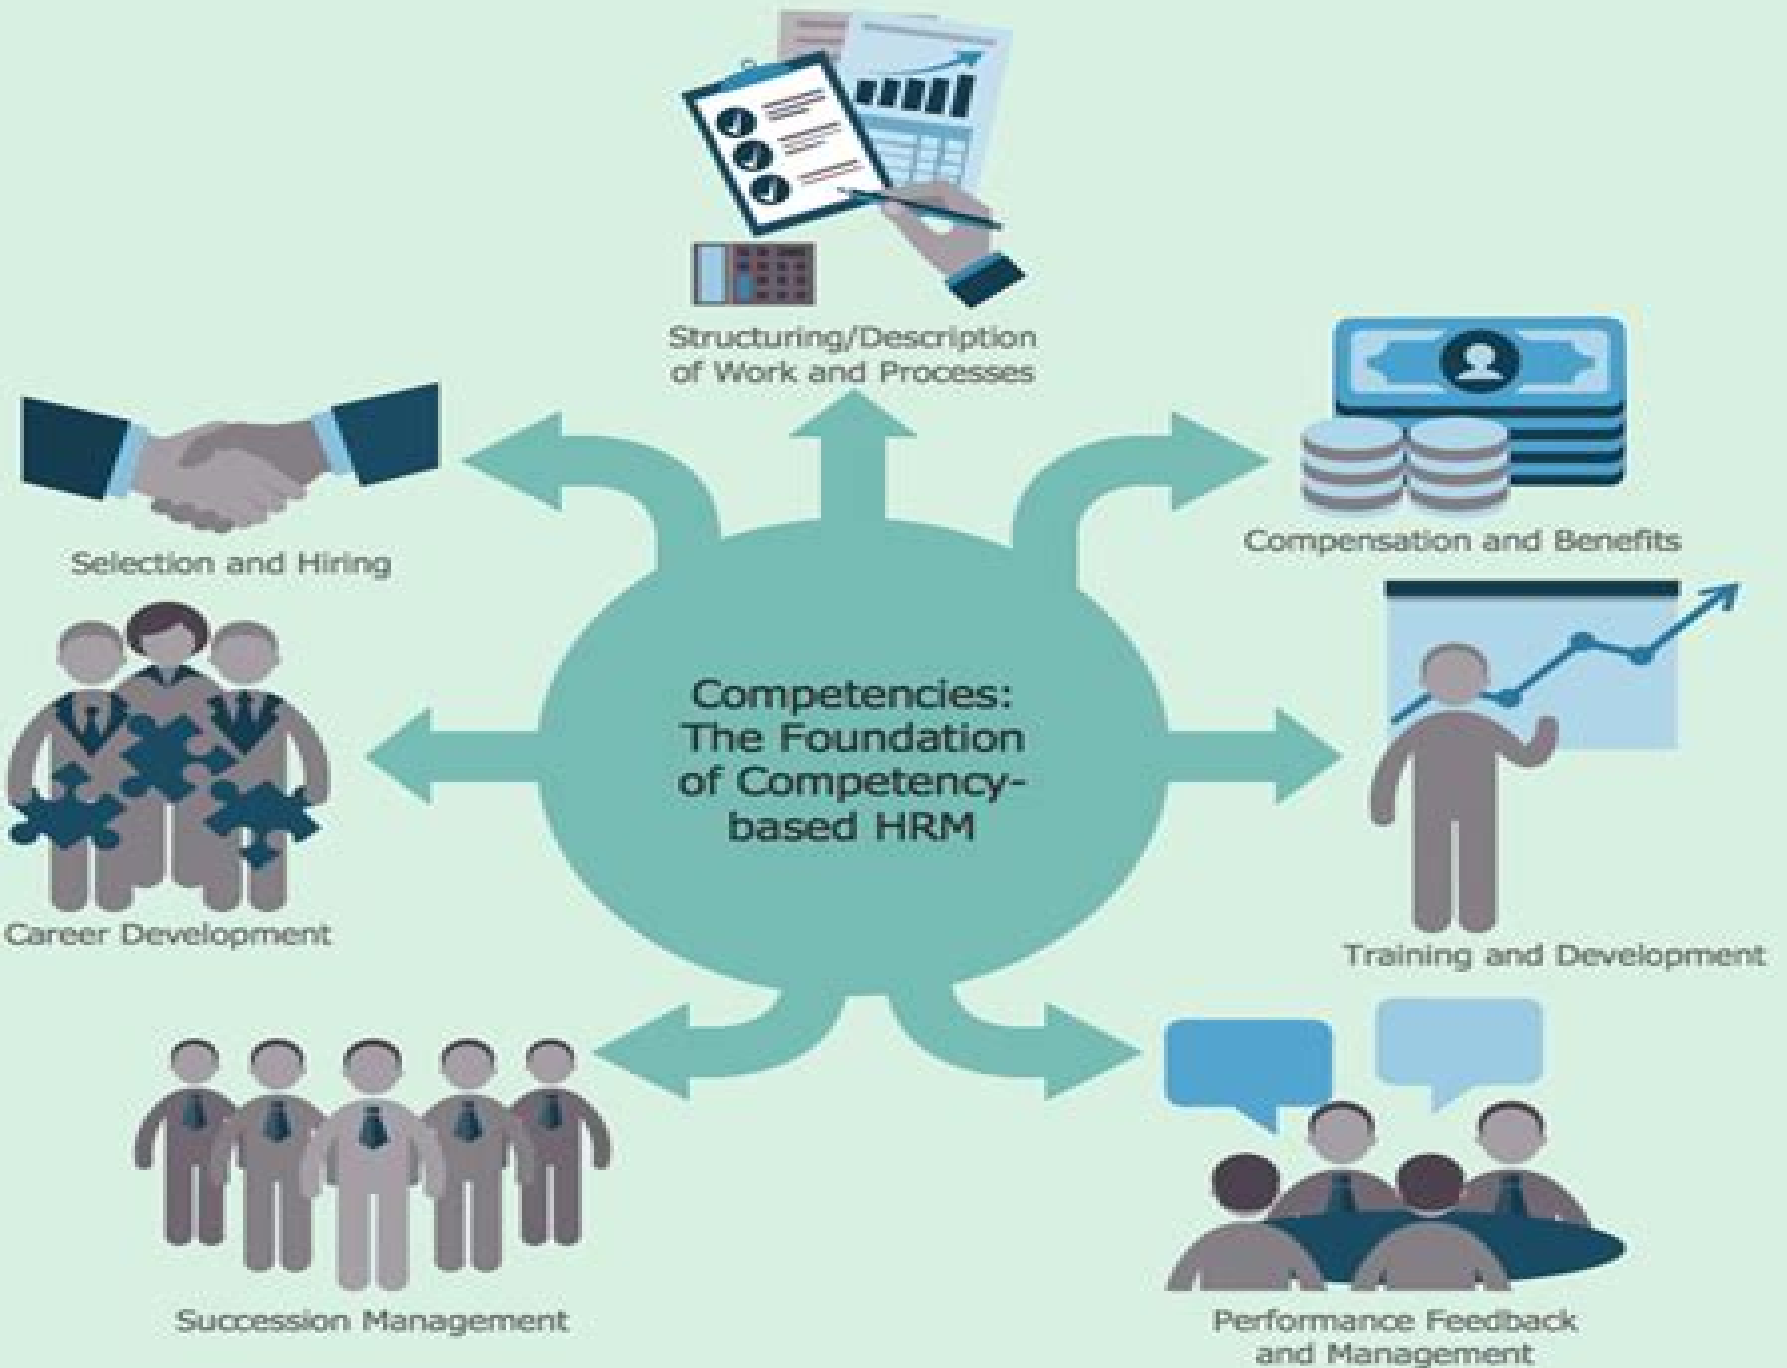 Structuring/Description
of Work and Processes
Selection and Hiring
Compensation and Benefits
Competencies:
The Foundation
of Competency-
based HRM
Career Development
Training and Development
Succession Management
Performance Feedback
and Management